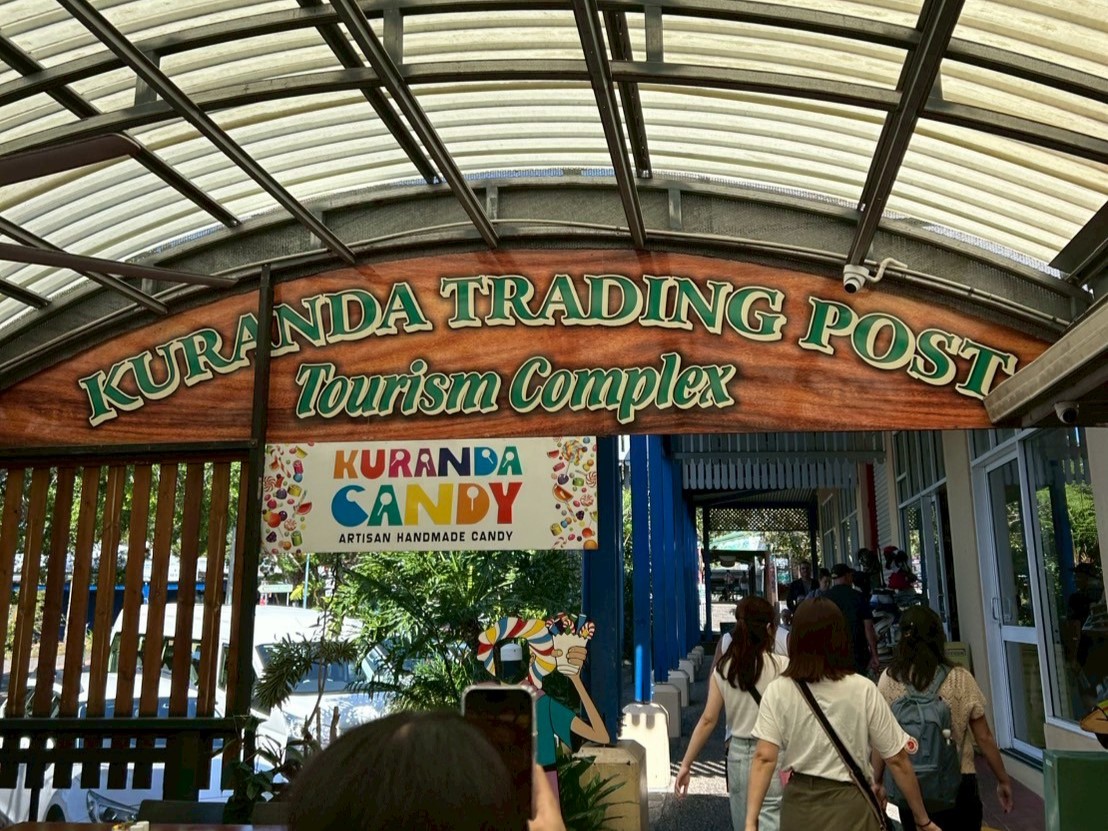 KURANDA TRADING POST
Tourism Complex
KURANDA
CANDY
ARTISAN HANDMADE CANDY